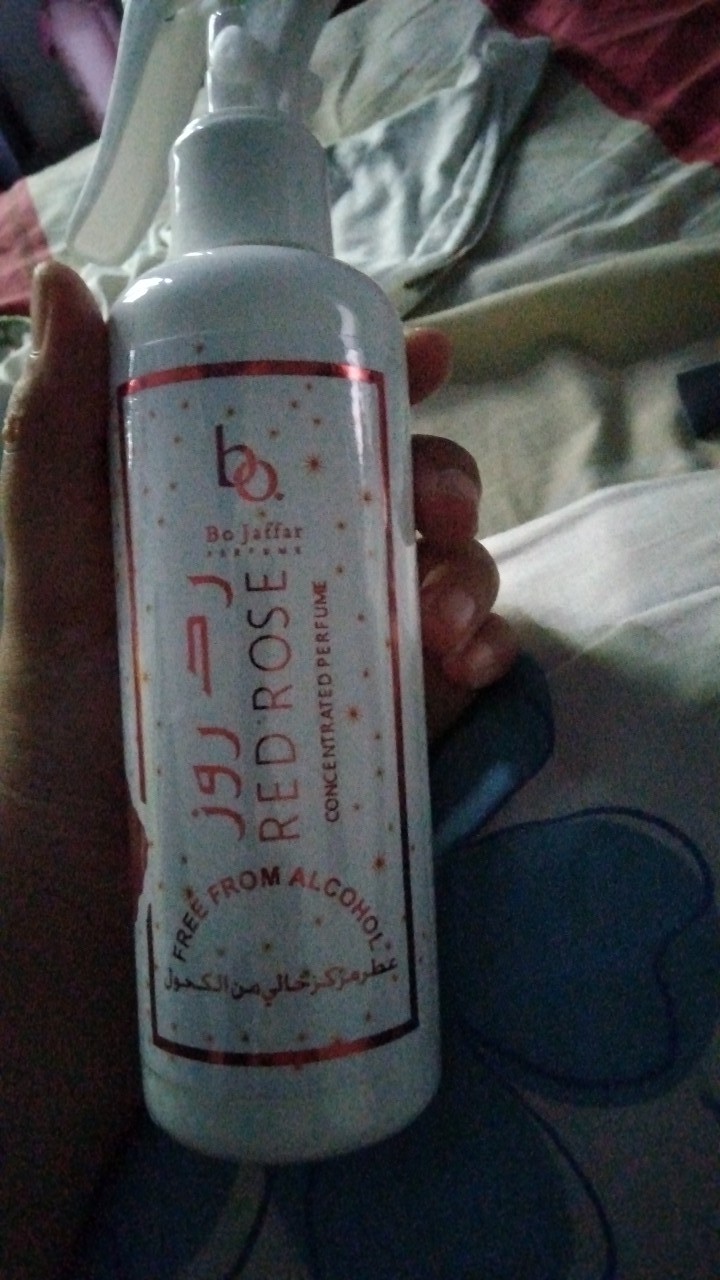 bo.
Bo Jaffar
PERFUME
رد روز
RED ROSE
CONCENTRATED PERFUME
FREE FROM ALCOHOL
عطر مركز خالي من الكحول